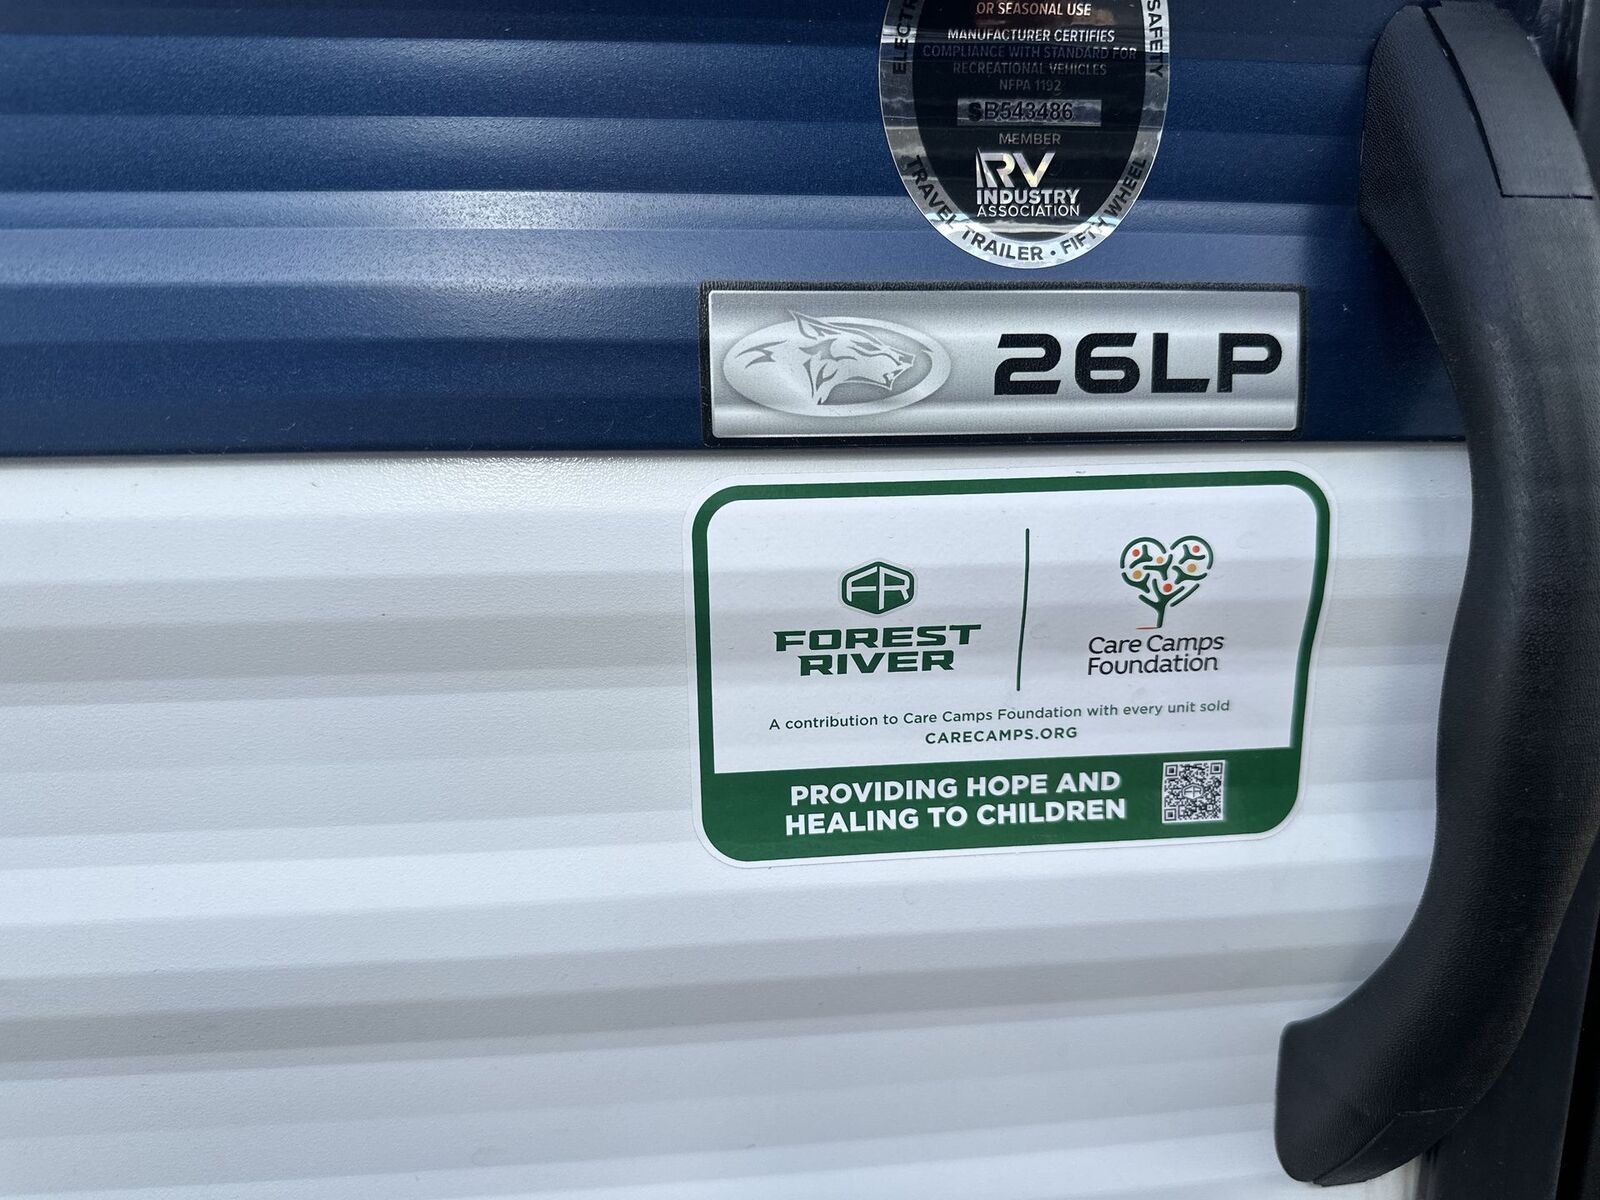 OR SEASONAL USE
MANUFACTURER CERTIFIES
COMPLIANCE WITH STANDARD FOR
RECREATIONAL VEHICLES
NFPA 1192
SB543486
MEMBER
RV
INDUSTRY
ASSOCIATION
SAFETY
TRAVEL TRAILER • FIFTH WHEEL
26LP
FR
FOREST
RIVER
Care Camps
Foundation
A contribution to Care Camps Foundation with every unit sold
CARECAMPS.ORG
PROVIDING HOPE AND
HEALING TO CHILDREN